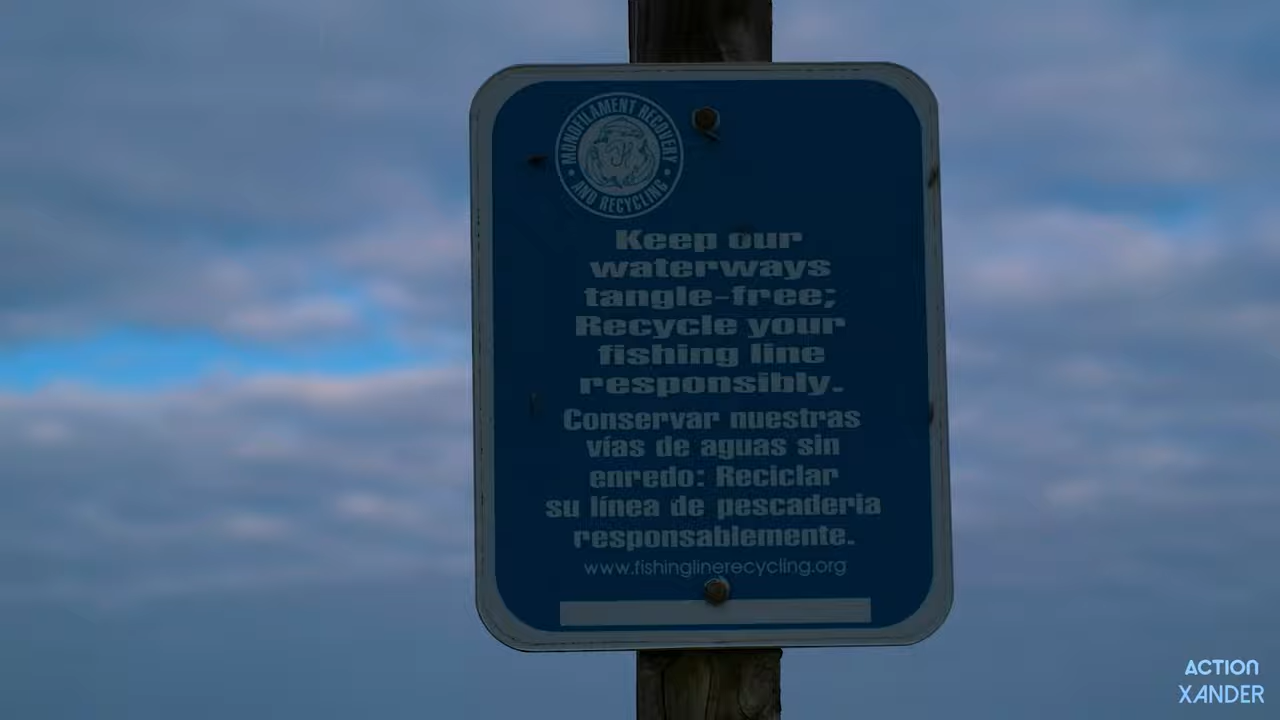 MONOFILAMENT RECOVERY
• AND RECYCLING •
Keep our
waterways
tangle-free;
Recycle your
fishing line
responsibly.
Conservar nuestras
vías de aguas sin
enredo: Reciclar
su línea de pescaderia
responsablemente.
www.fishinglinerecycling.org
ACTION
XANDER